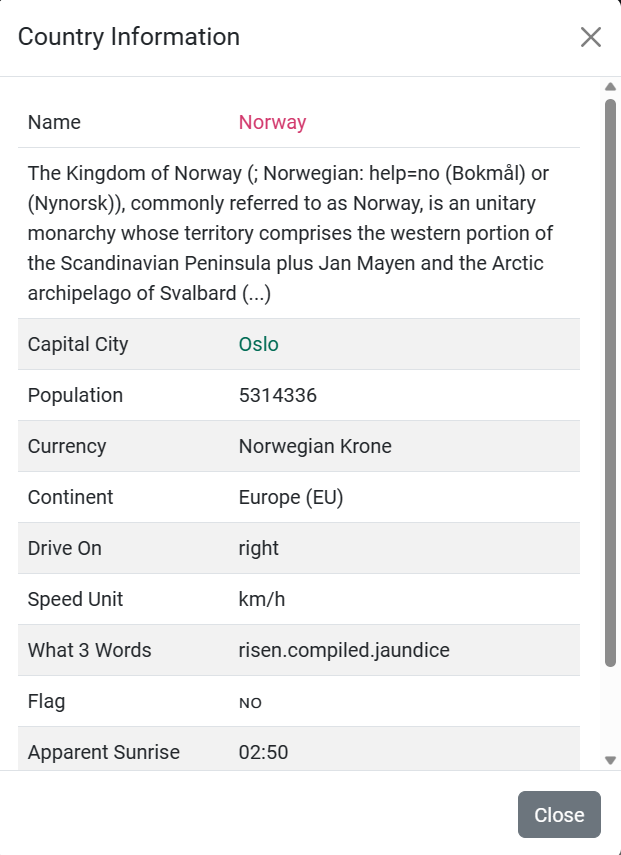 Country Information
Name Norway
The Kingdom of Norway (; Norwegian: help=no (Bokmål) or
(Nynorsk)), commonly referred to as Norway, is an unitary
monarchy whose territory comprises the western portion of
the Scandinavian Peninsula plus Jan Mayen and the Arctic
archipelago of Svalbard (...)
Capital City Oslo
Population 5314336
Currency Norwegian Krone
Continent Europe (EU)
Drive On right
Speed Unit km/h
What 3 Words risen.compiled.jaundice
Flag NO
Apparent Sunrise 02:50
Close